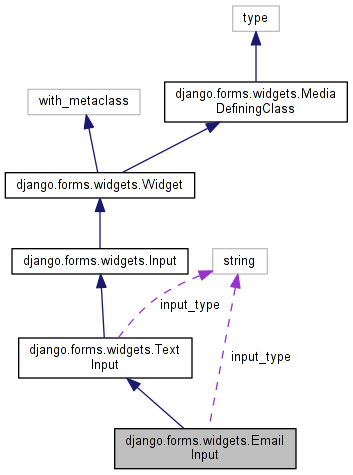 type
django.forms.widgets.Media
DefiningClass
with_metaclass
django.forms.widgets.Widget
django.forms.widgets.Input
string
input_type
django.forms.widgets.Text
Input
input_type
django.forms.widgets.Email
Input